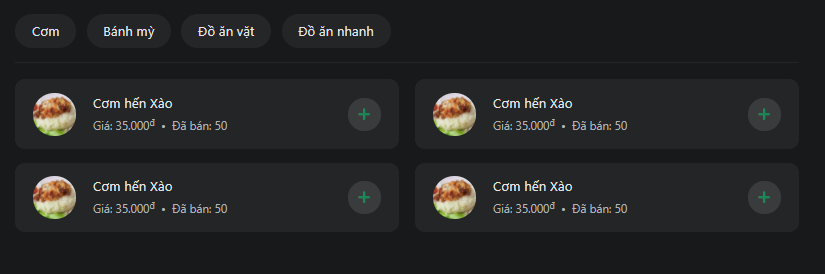 Cơm
Bánh mỳ
Đồ ăn vặt
Đồ ăn nhanh
Cơm hến Xào
Giá: 35.000đ • Đã bán: 50
Cơm hến Xào
Giá: 35.000đ • Đã bán: 50
Cơm hến Xào
Giá: 35.000đ • Đã bán: 50
Cơm hến Xào
Giá: 35.000đ • Đã bán: 50